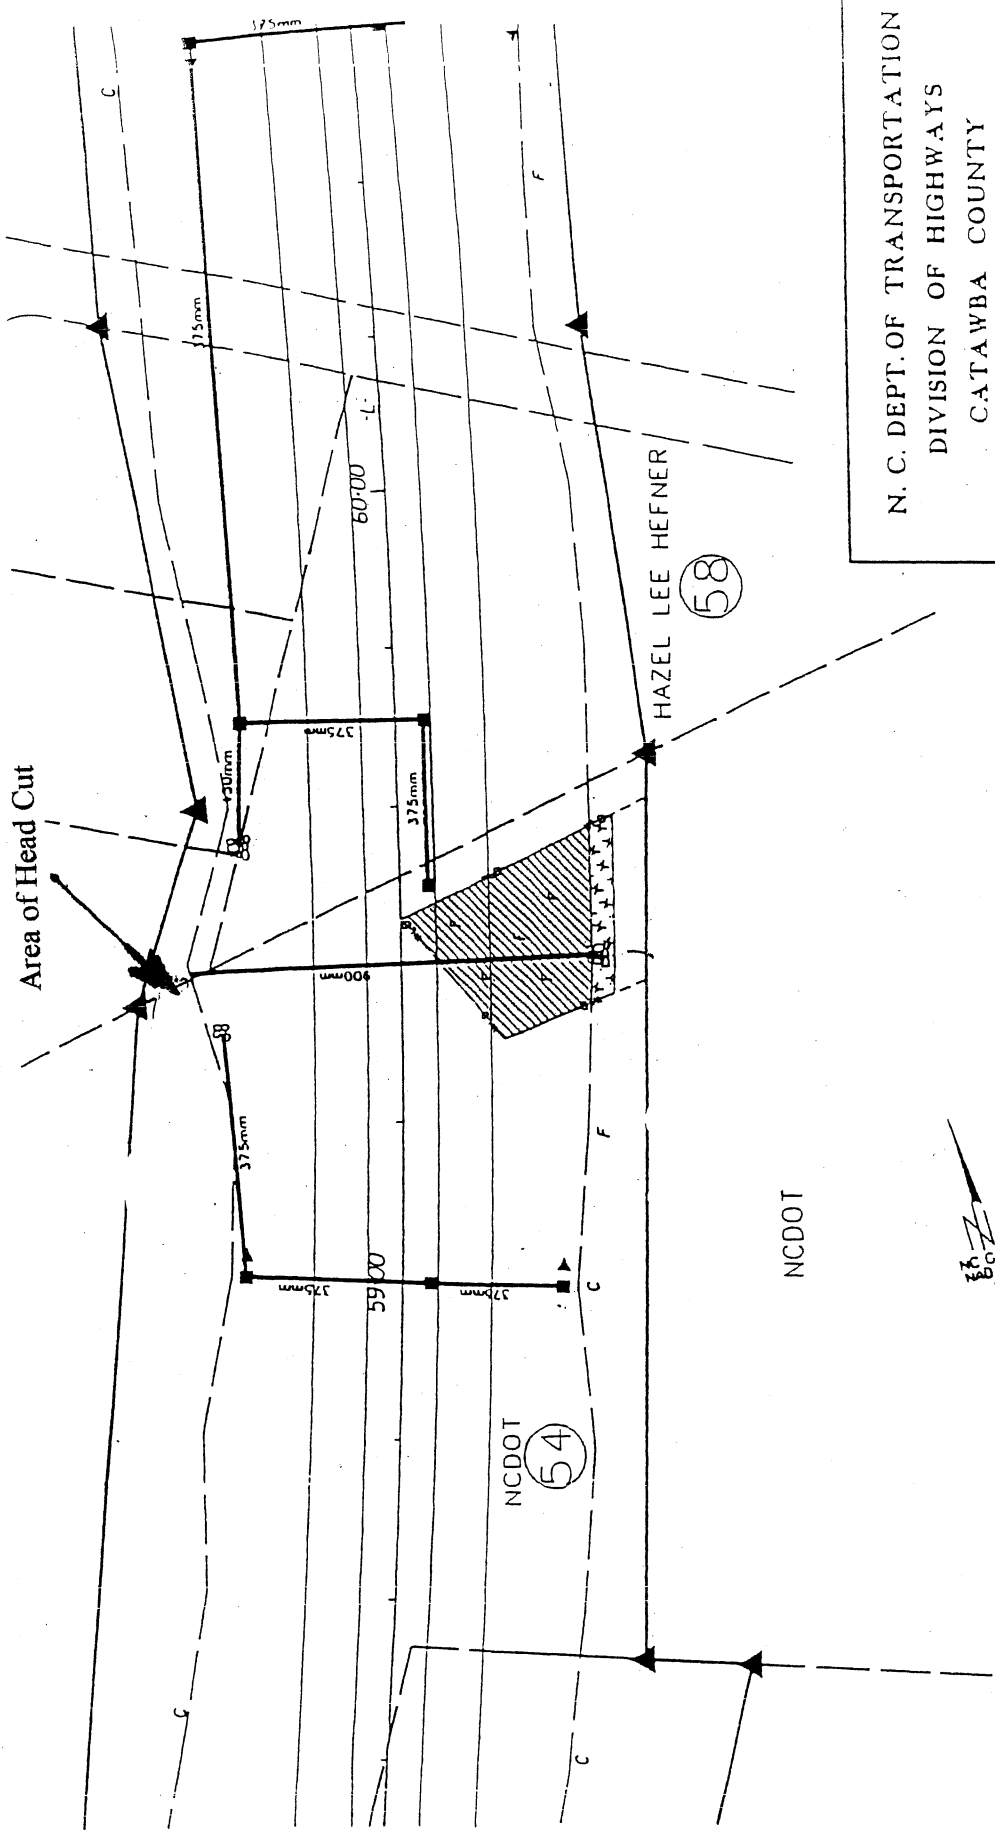 Area of Head Cut
C
375mm
375mm
F
-L-
60+00
HAZEL LEE HEFNER
58
375mm
375mm
900mm
F
F
F
F
F
375mm
375mm
59+00
375mm
C
F
NCDOT
54
NCDOT
C
C
N. C. DEPT. OF TRANSPORTATION
DIVISION OF HIGHWAYS
CATAWBA COUNTY